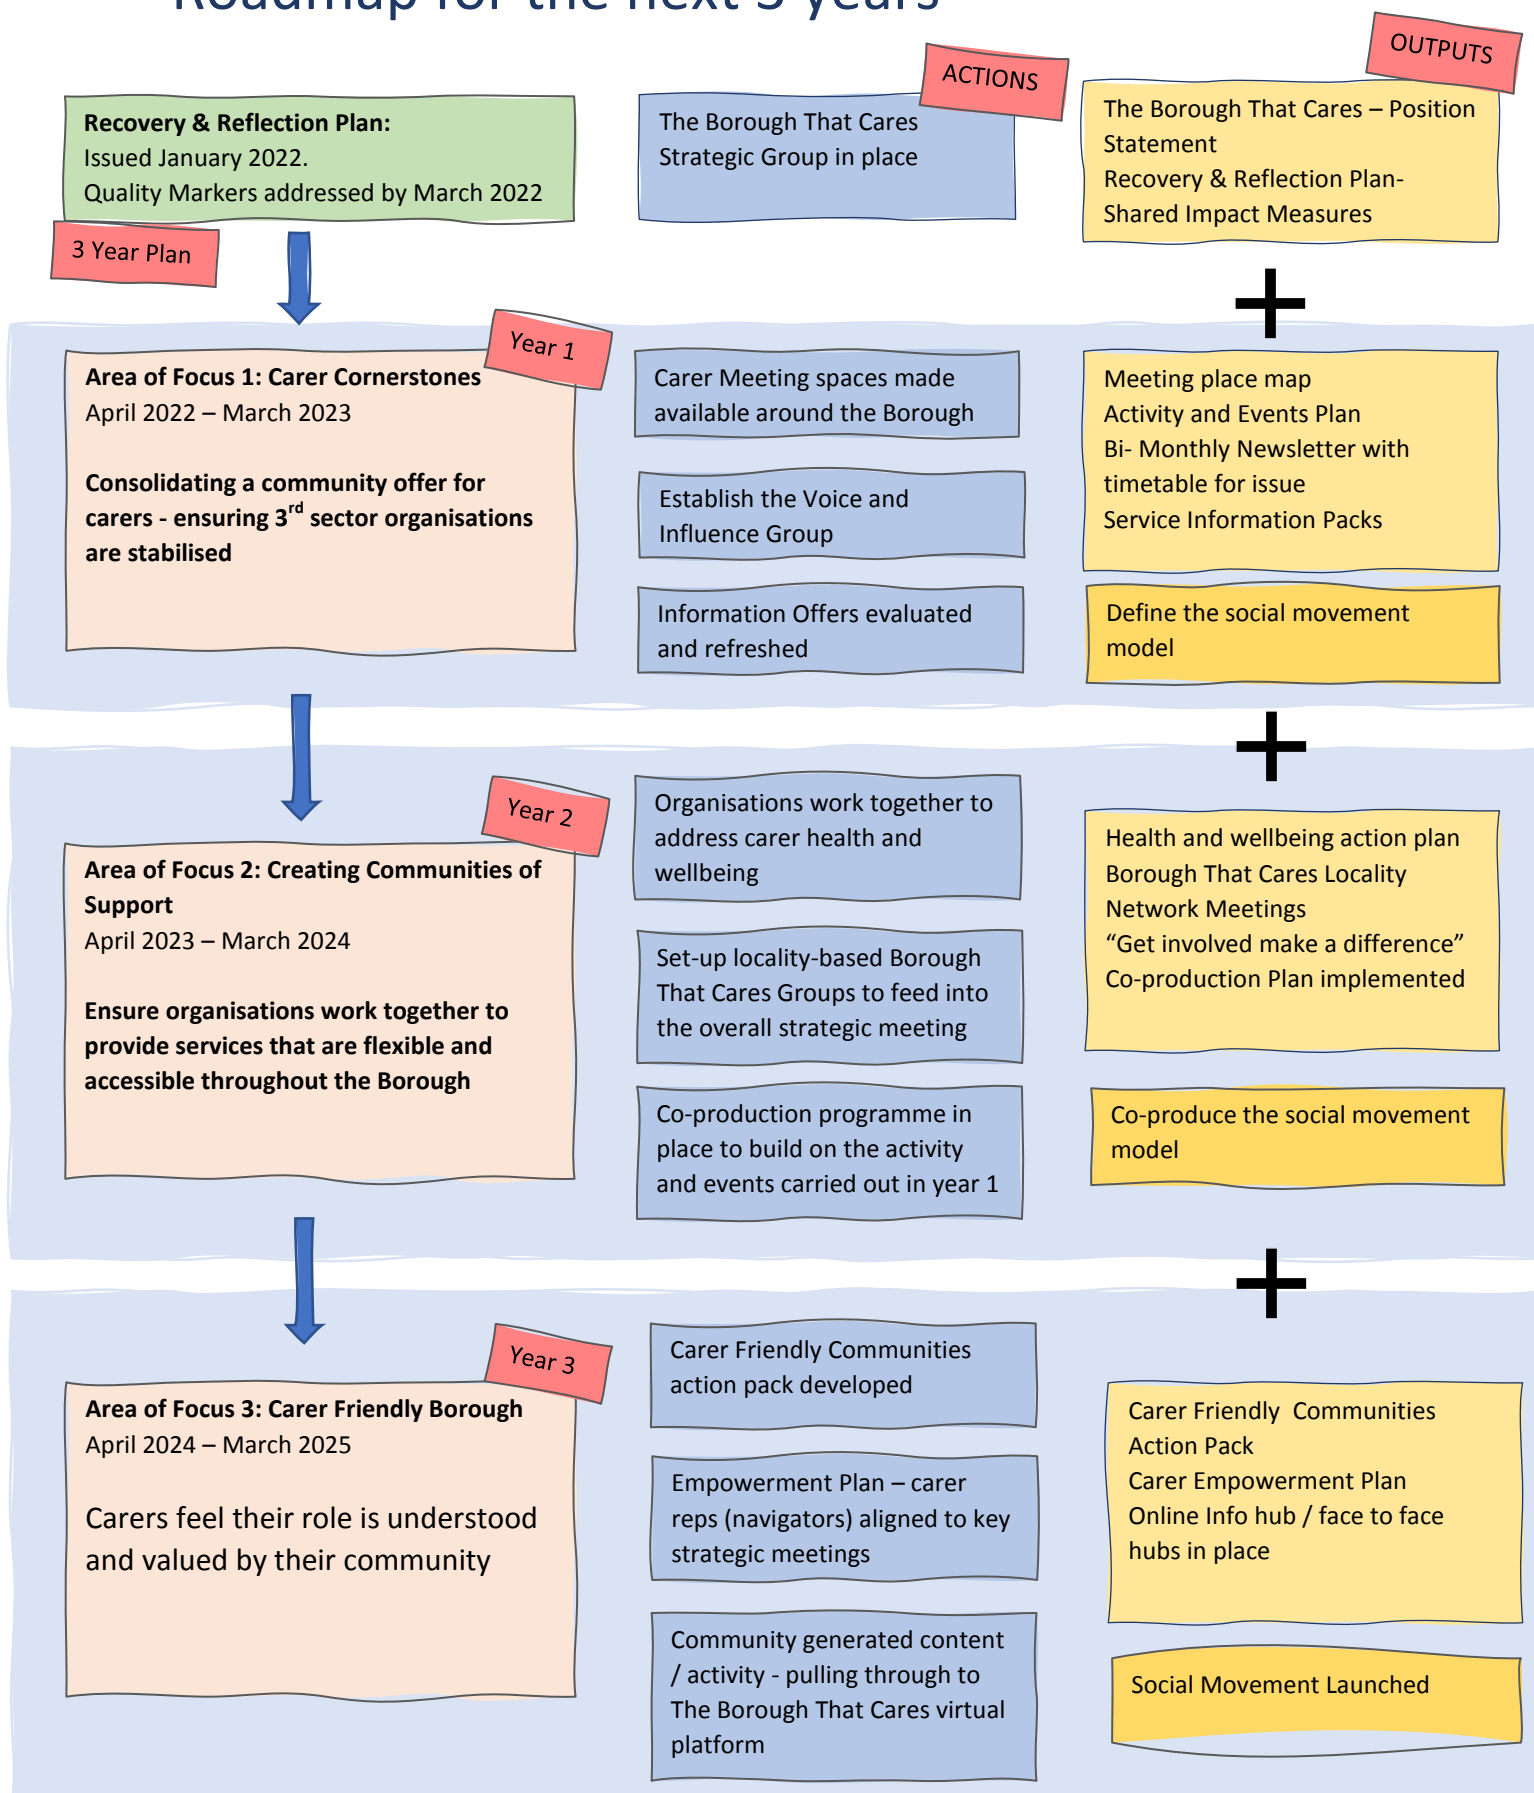 Roadmap for the next 3 years
ACTIONS
OUTPUTS
Recovery & Reflection Plan:
Issued January 2022.
Quality Markers addressed by March 2022
The Borough That Cares
Strategic Group in place
The Borough That Cares – Position
Statement
Recovery & Reflection Plan-
Shared Impact Measures
3 Year Plan
Year 1
Area of Focus 1: Carer Cornerstones
April 2022 – March 2023
Consolidating a community offer for
carers - ensuring 3rd sector organisations
are stabilised
Carer Meeting spaces made
available around the Borough
Establish the Voice and
Influence Group
Information Offers evaluated
and refreshed
Meeting place map
Activity and Events Plan
Bi- Monthly Newsletter with
timetable for issue
Service Information Packs
Define the social movement
model
Year 2
Area of Focus 2: Creating Communities of
Support
April 2023 – March 2024
Ensure organisations work together to
provide services that are flexible and
accessible throughout the Borough
Organisations work together to
address carer health and
wellbeing
Set-up locality-based Borough
That Cares Groups to feed into
the overall strategic meeting
Co-production programme in
place to build on the activity
and events carried out in year 1
Health and wellbeing action plan
Borough That Cares Locality
Network Meetings
“Get involved make a difference”
Co-production Plan implemented
Co-produce the social movement
model
Year 3
Area of Focus 3: Carer Friendly Borough
April 2024 – March 2025
Carers feel their role is understood
and valued by their community
Carer Friendly Communities
action pack developed
Empowerment Plan – carer
reps (navigators) aligned to key
strategic meetings
Community generated content
/ activity - pulling through to
The Borough That Cares virtual
platform
Carer Friendly  Communities
Action Pack
Carer Empowerment Plan
Online Info hub / face to face
hubs in place
Social Movement Launched